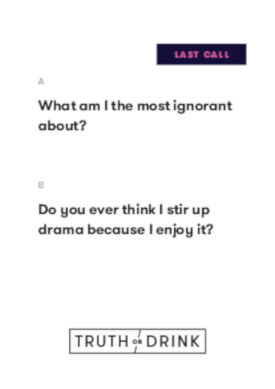 LAST CALL
A
What am I the most ignorant
about?
B
Do you ever think I stir up
drama because I enjoy it?
TRUTH OR DRINK